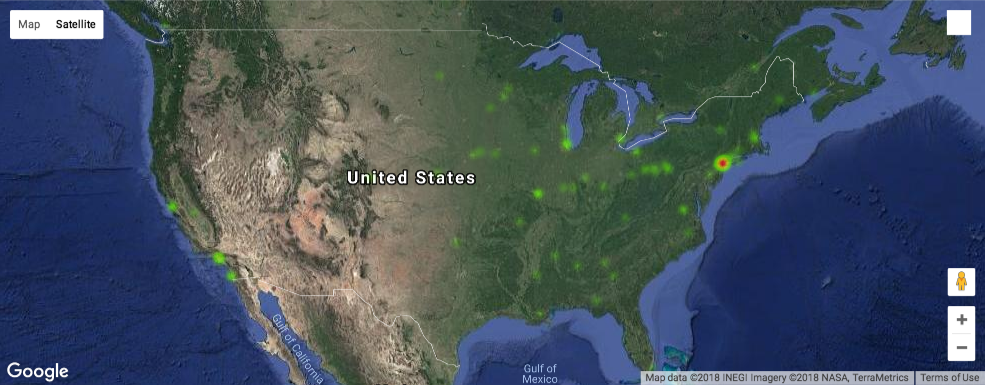 Map Satellite
United States
Gulf of California
Gulf of
Mexico
Google
Map data ©2018 INEGI Imagery ©2018 NASA, TerraMetrics Terms of Use